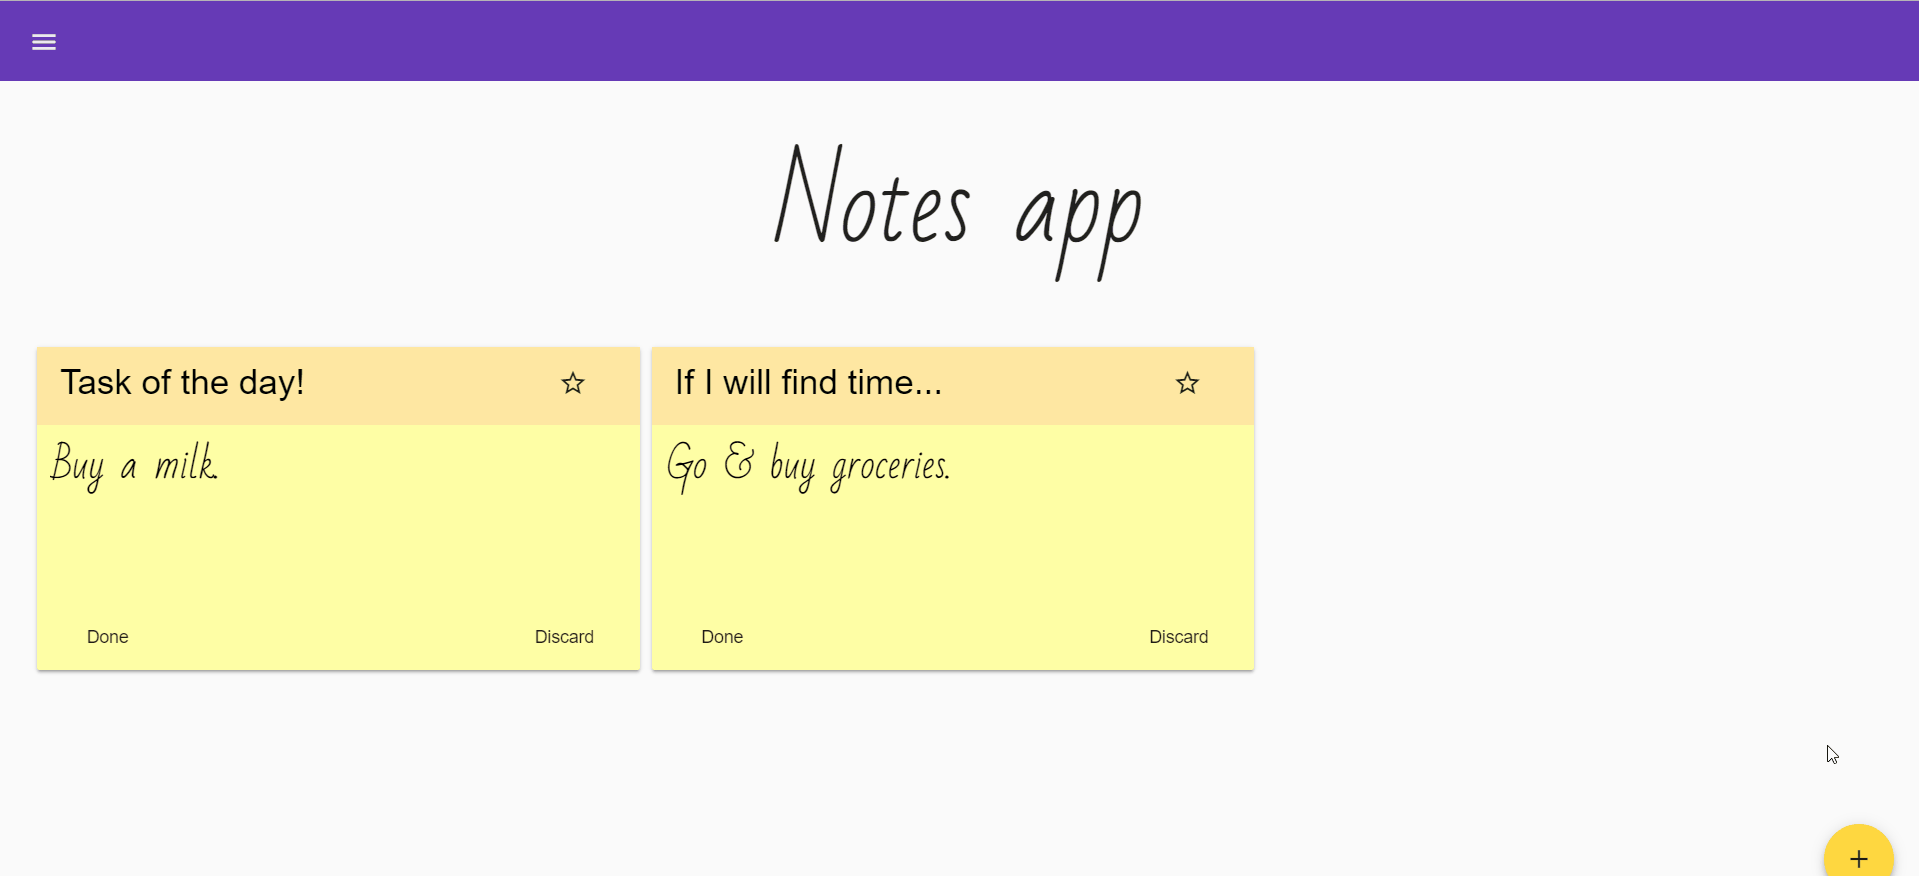 Notes app
Task of the day!
Buy a milk.
Done
Discard
If I will find time...
Go & buy groceries.
Done
Discard